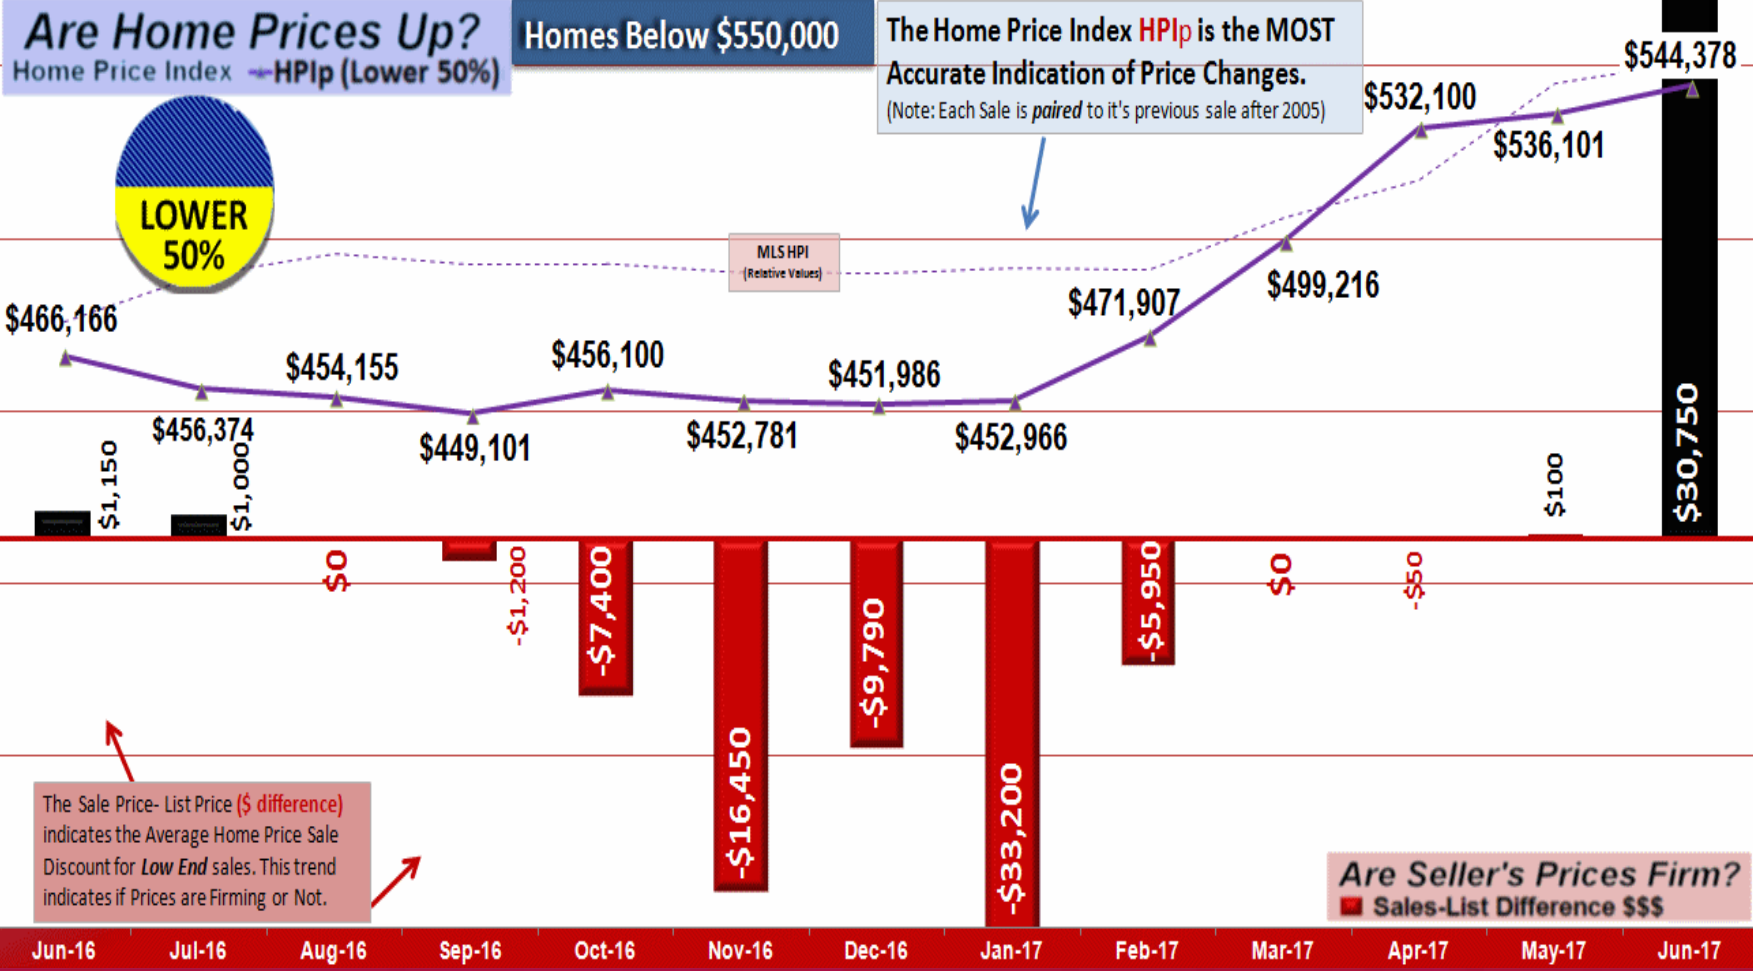 Are Home Prices Up?
Home Price Index HPIp (Lower 50%)
Homes Below $550,000
The Home Price Index HPIp is the MOST
Accurate Indication of Price Changes.
(Note: Each Sale is paired to it's previous sale after 2005)
LOWER
50%
MLS HPI
(Relative Values)
$466,166
$456,374
$454,155
$449,101
$456,100
$452,781
$451,986
$452,966
$471,907
$499,216
$532,100
$536,101
$544,378
$1,150
$1,000
$0
-$1,200
-$7,400
-$16,450
-$9,790
-$33,200
-$5,950
$0
-$50
$100
$30,750
The Sale Price- List Price ($ difference)
indicates the Average Home Price Sale
Discount for Low End sales. This trend
indicates if Prices are Firming or Not.
Are Seller's Prices Firm?
Sales-List Difference $$$
Jun-16 Jul-16 Aug-16 Sep-16 Oct-16 Nov-16 Dec-16 Jan-17 Feb-17 Mar-17 Apr-17 May-17 Jun-17